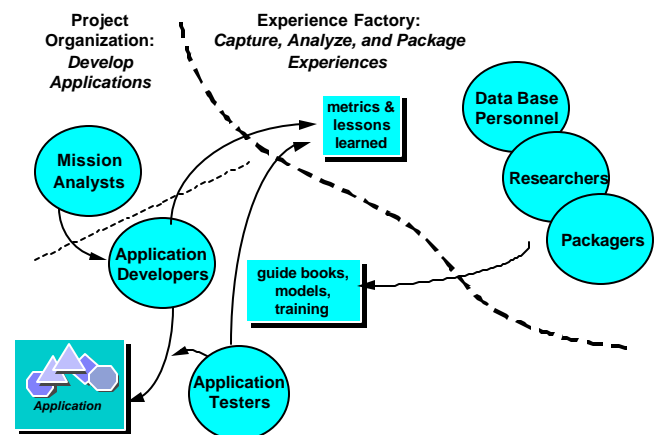 Project
Organization:
Develop
Applications
Experience Factory:
Capture, Analyze, and Package
Experiences
metrics &
lessons
learned
Data Base
Personnel
Mission
Analysts
Researchers
Application
Developers
Packagers
guide books,
models,
training
Application
Application
Testers